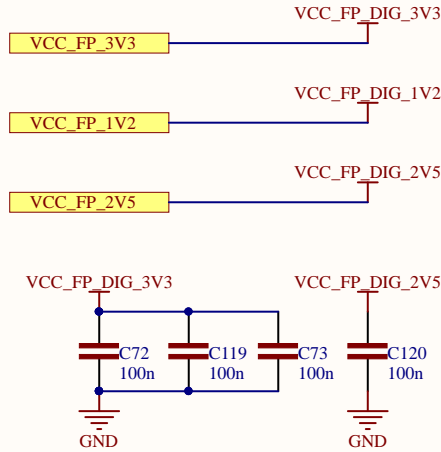 VCC_FP_DIG_3V3
VCC_FP_3V3
VCC_FP_DIG_1V2
VCC_FP_1V2
VCC_FP_DIG_2V5
VCC_FP_2V5
VCC_FP_DIG_3V3 VCC_FP_DIG_2V5
C72 C119 C73 C120
100n 100n 100n 100n
GND GND